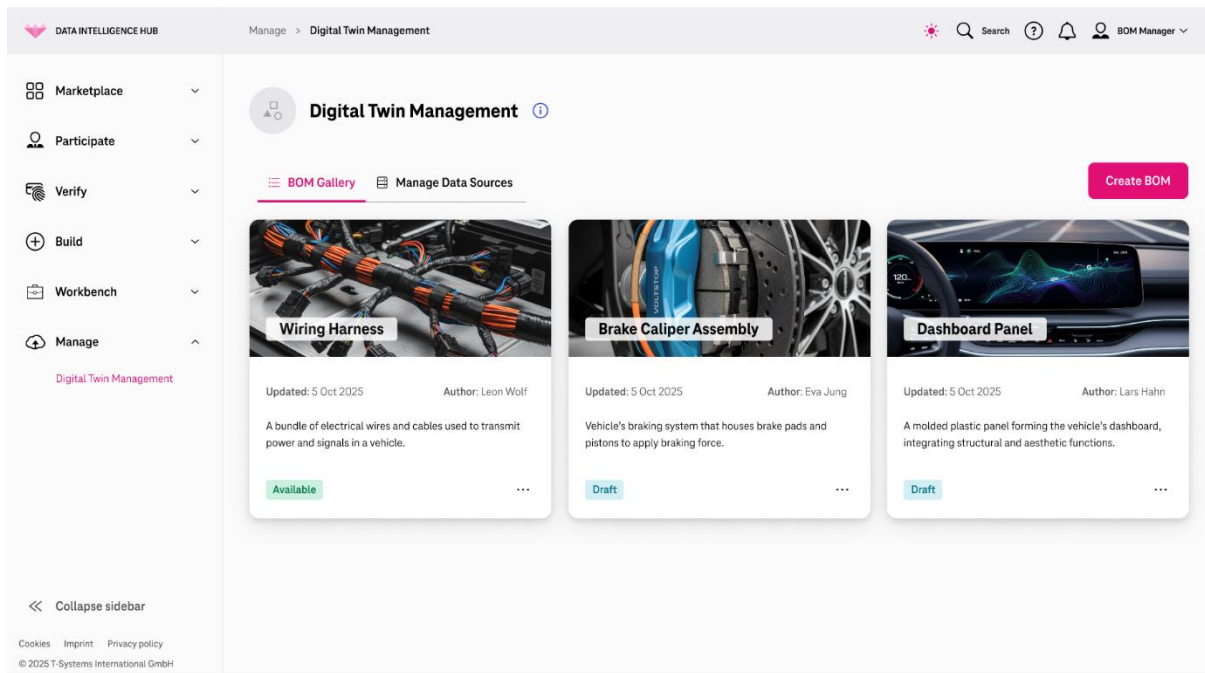 DATA INTELLIGENCE HUB
Manage > Digital Twin Management
Search
?
BOM Manager
Marketplace
Participate
Verify
Build
Workbench
Manage
Digital Twin Management
Collapse sidebar
Cookies Imprint Privacy policy
© 2025 T-Systems International GmbH
Digital Twin Management
i
BOM Gallery
Manage Data Sources
Create BOM
Wiring Harness
Updated: 5 Oct 2025 Author: Leon Wolf
A bundle of electrical wires and cables used to transmit
power and signals in a vehicle.
Available
...
VOLTSTOP
Brake Caliper Assembly
Updated: 5 Oct 2025 Author: Eva Jung
Vehicle's braking system that houses brake pads and
pistons to apply braking force.
Draft
...
120
Dashboard Panel
Updated: 5 Oct 2025 Author: Lars Hahn
A molded plastic panel forming the vehicle's dashboard,
integrating structural and aesthetic functions.
Draft
...